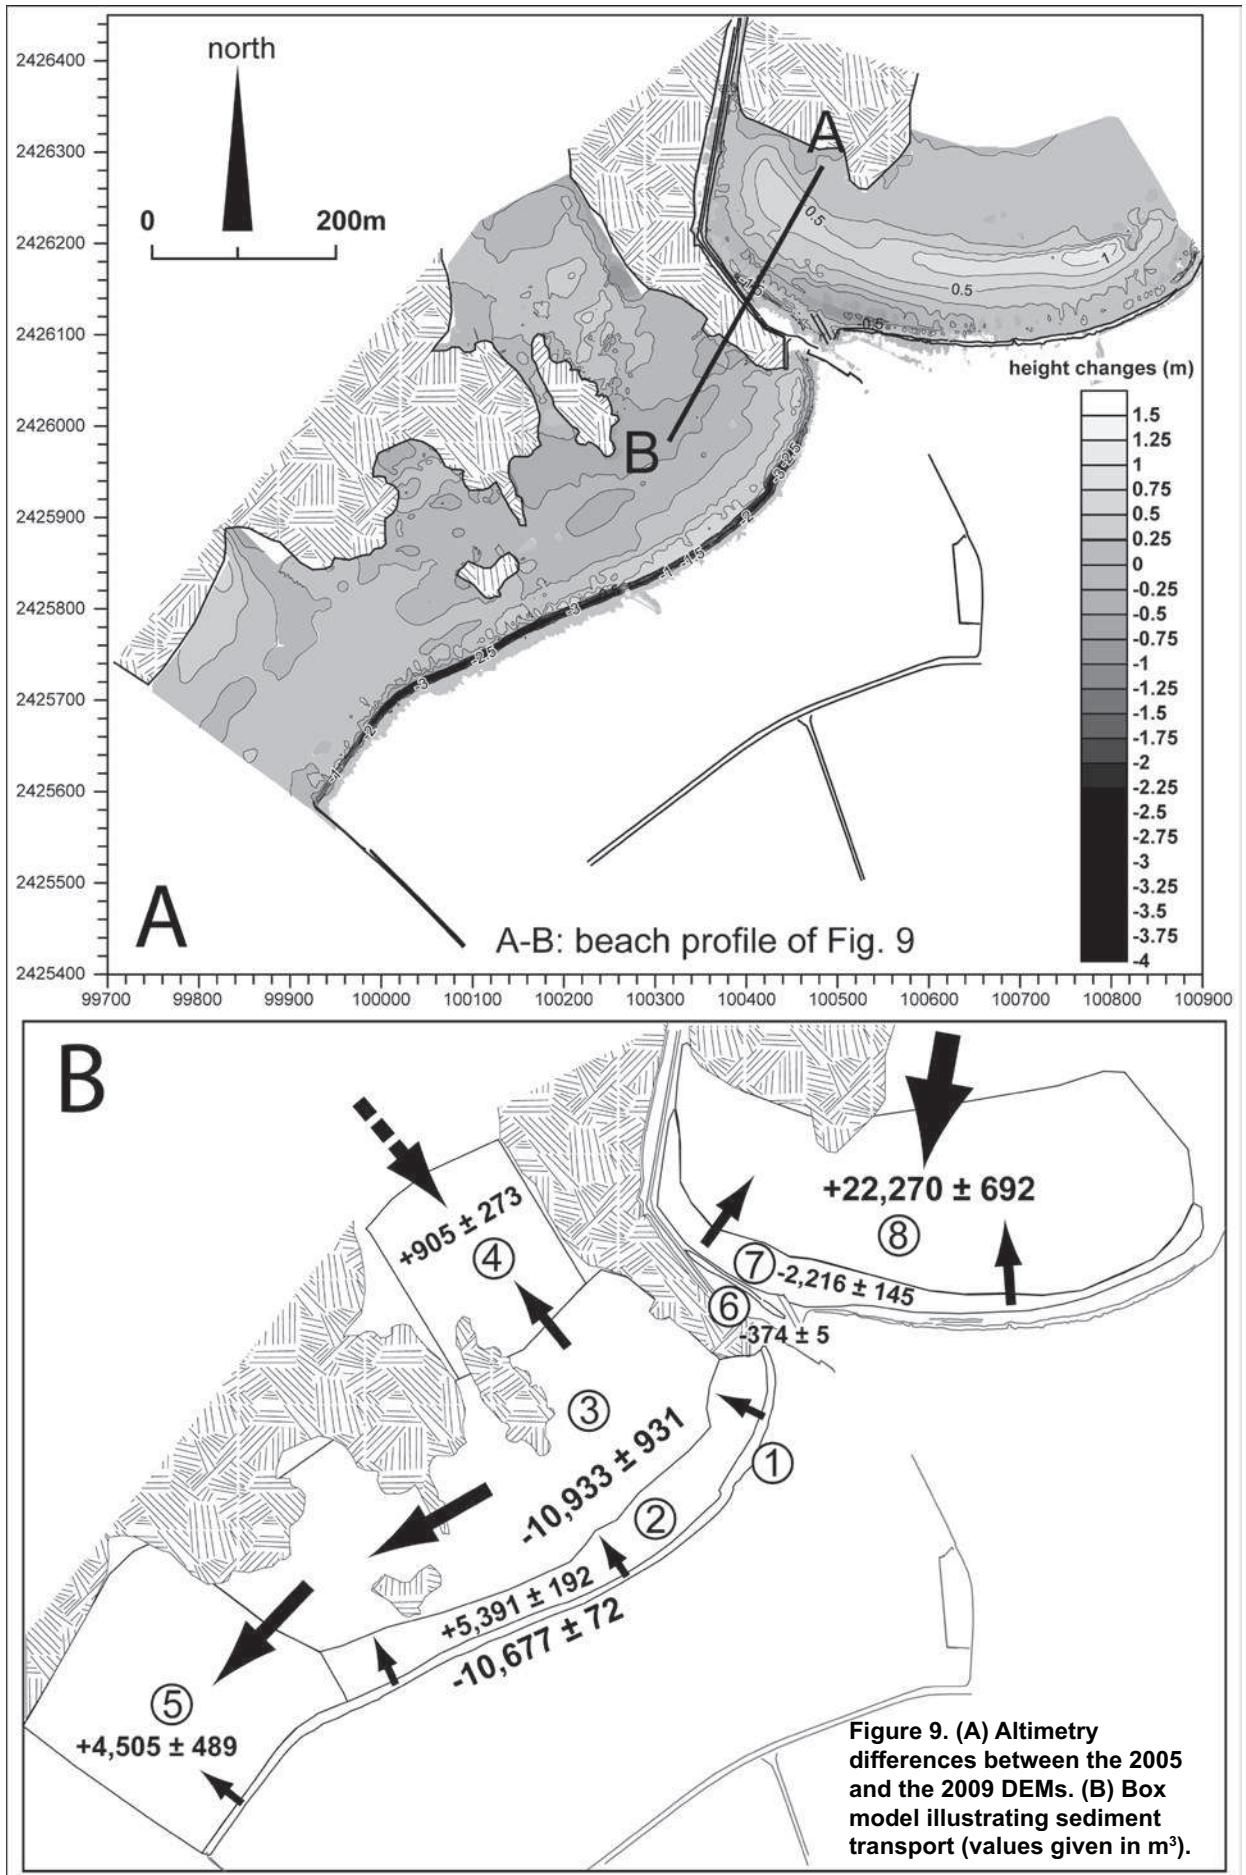 north
0 200m
2426400
2426300
2426200
2426100
2426000
2425900
2425800
2425700
2425600
2425500
2425400
99700 99800 99900 100000 100100 100200 100300 100400 100500 100600 100700 100800 100900
A
B
0.5
1
0.5
-1.5
-0.5
-2.5
-3
-2
-1.5
-1
-3
-2.5
-3
-2
-1
height changes (m)
1.5
1.25
1
0.75
0.5
0.25
0
-0.25
-0.5
-0.75
-1
-1.25
-1.5
-1.75
-2
-2.25
-2.5
-2.75
-3
-3.25
-3.5
-3.75
-4
A
A-B: beach profile of Fig. 9
B
+22,270 ± 692
8
+905 ± 273
4
7 -2,216 ± 145
6
-374 ± 5
3
-10,933 ± 931
1
2
+5,391 ± 192
-10,677 ± 72
5
+4,505 ± 489
Figure 9. (A) Altimetry
differences between the 2005
and the 2009 DEMs. (B) Box
model illustrating sediment
transport (values given in m³).